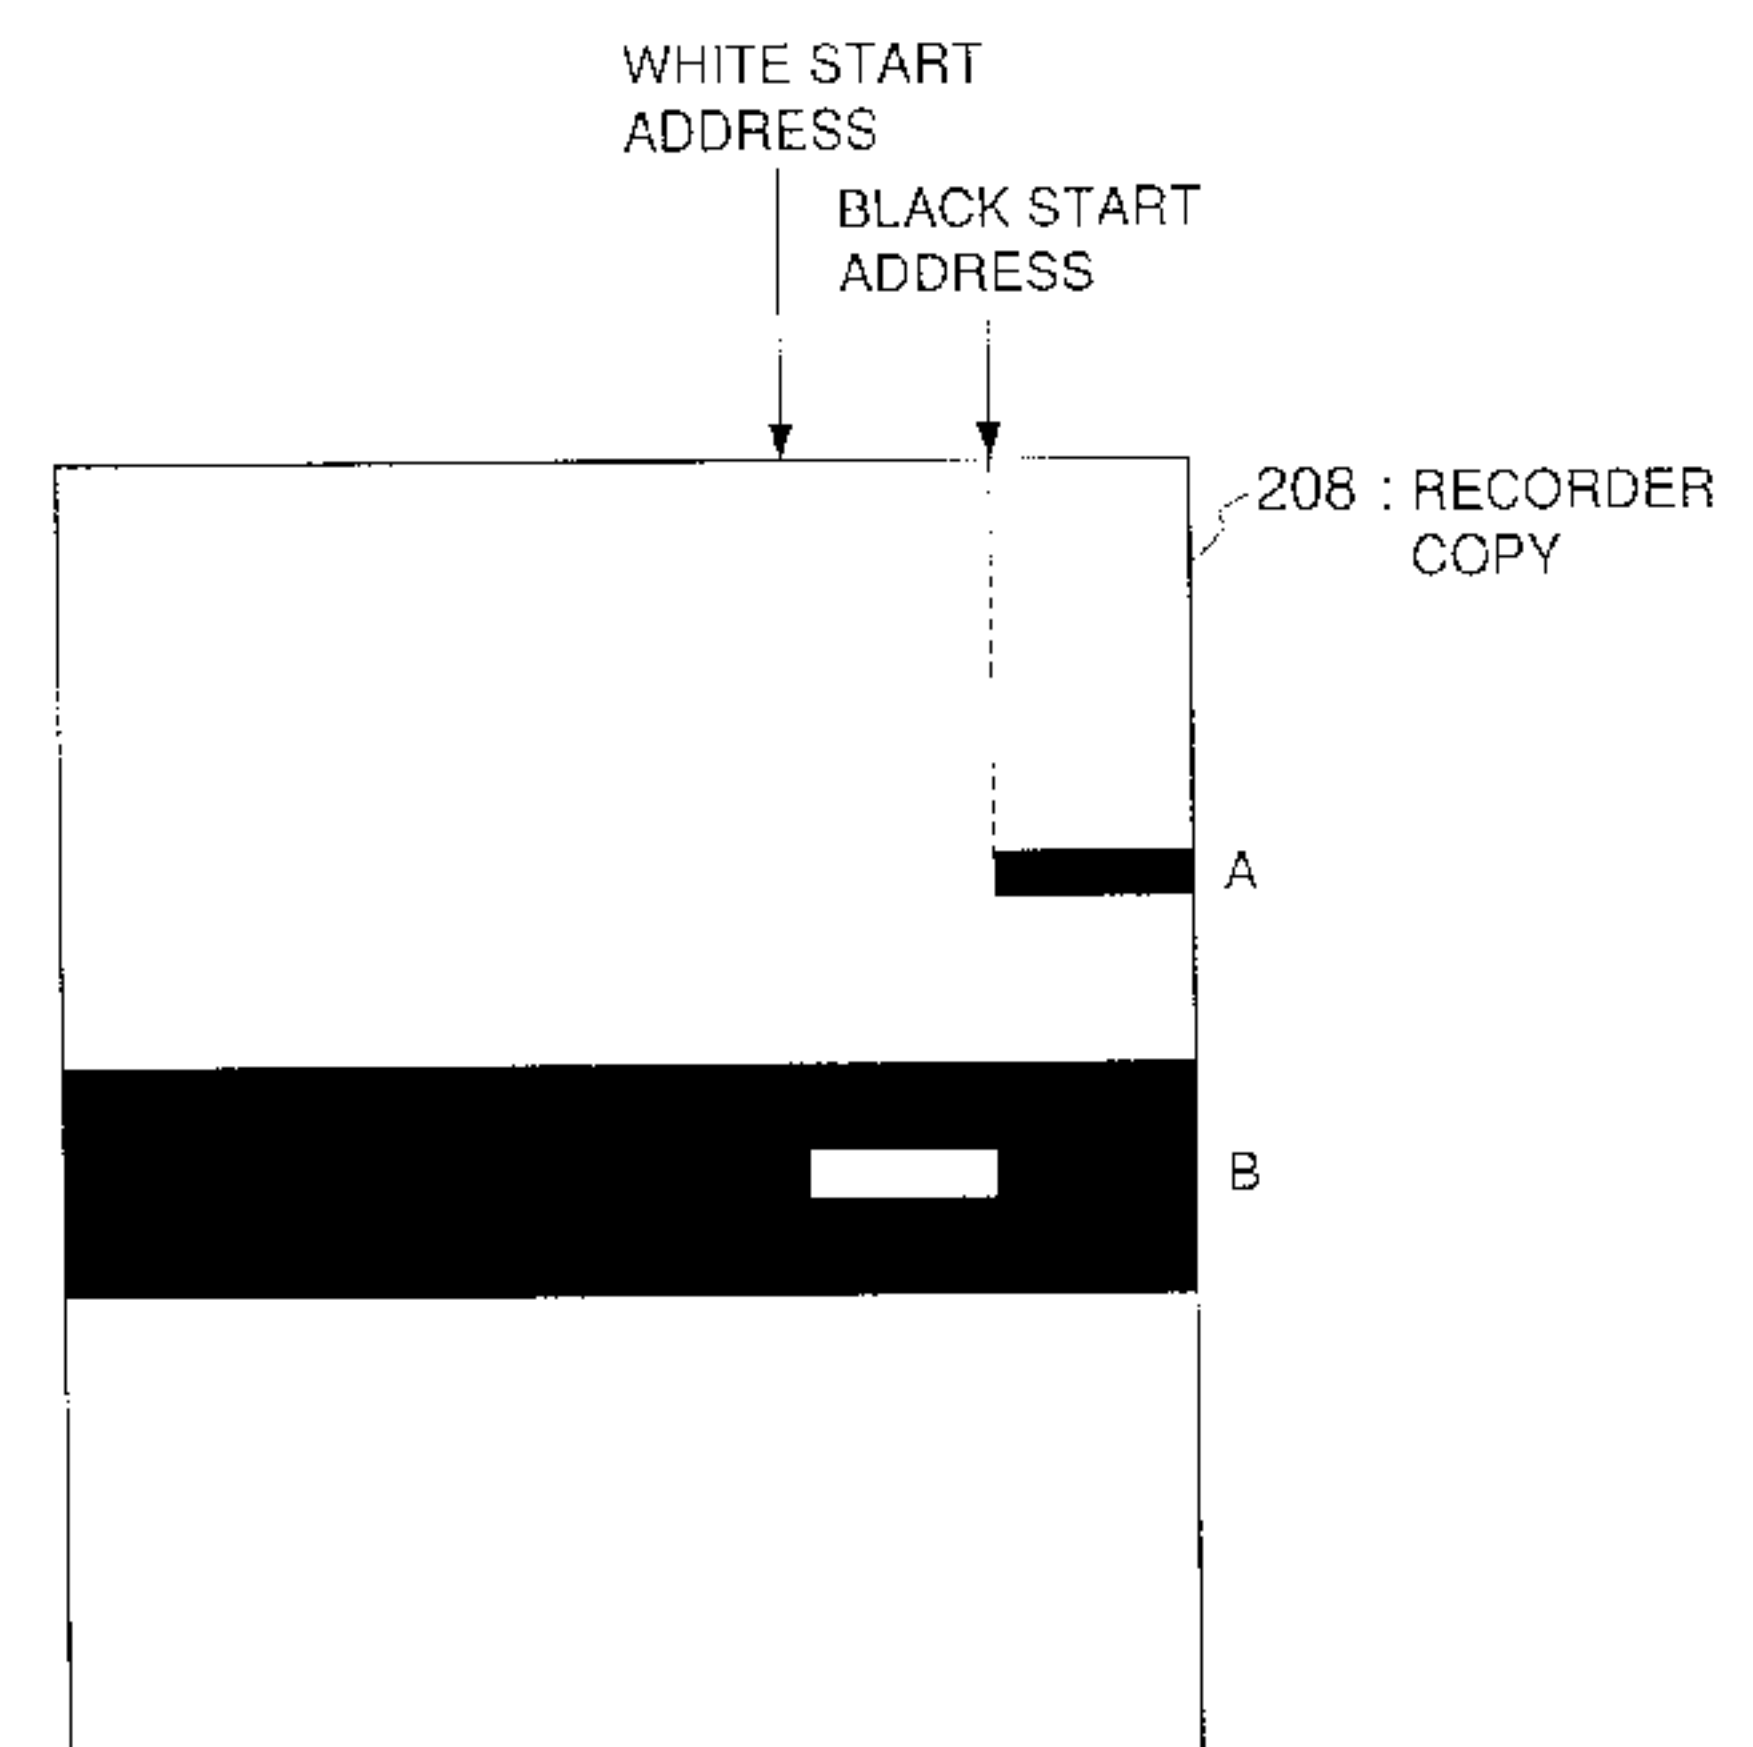 WHITE START
ADDRESS
BLACK START
ADDRESS
208 : RECORDER
COPY
A
B